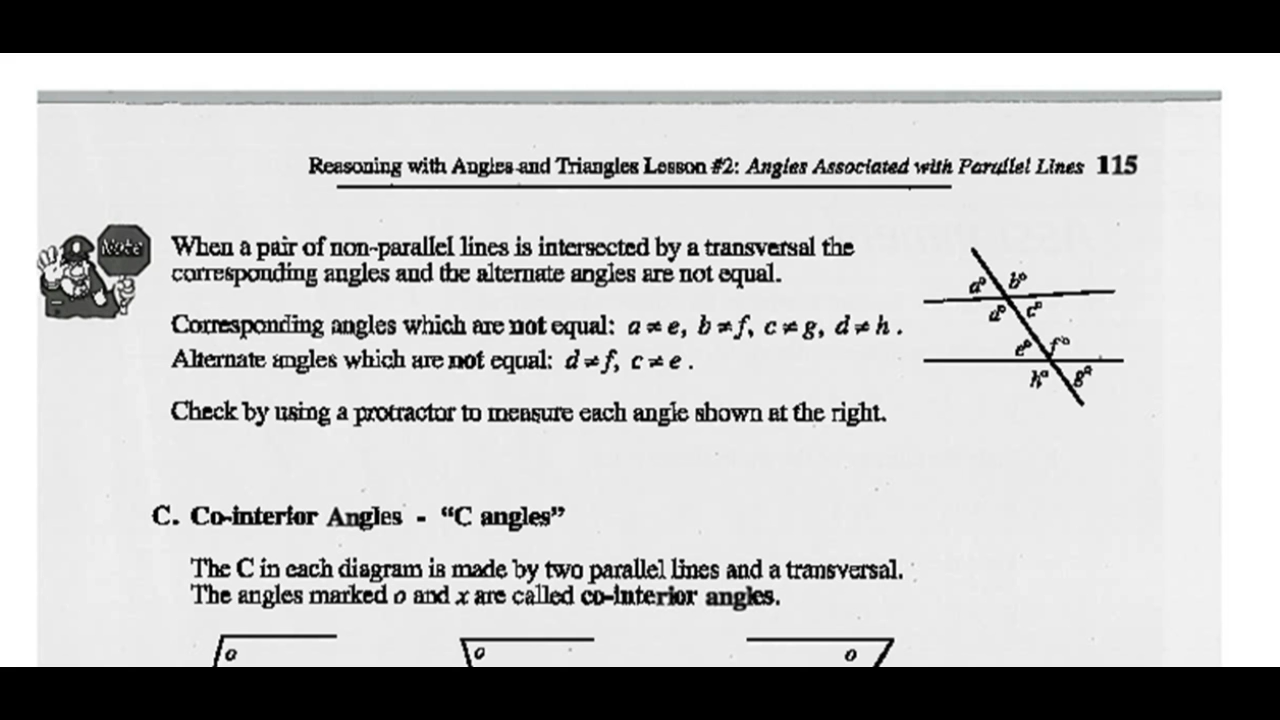 Reasoning with Angles and Triangles Lesson #2: Angles Associated with Parallel Lines 115
Note
When a pair of non-parallel lines is intersected by a transversal the
corresponding angles and the alternate angles are not equal.
Corresponding angles which are not equal: a ≠ e, b ≠ f, c ≠ g, d ≠ h.
Alternate angles which are not equal: d ≠ f, c ≠ e.
Check by using a protractor to measure each angle shown at the right.
a° b°
d° c°
e° f°
h° g°
C. Co-interior Angles - "C angles"
The C in each diagram is made by two parallel lines and a transversal.
The angles marked o and x are called co-interior angles.
o o o